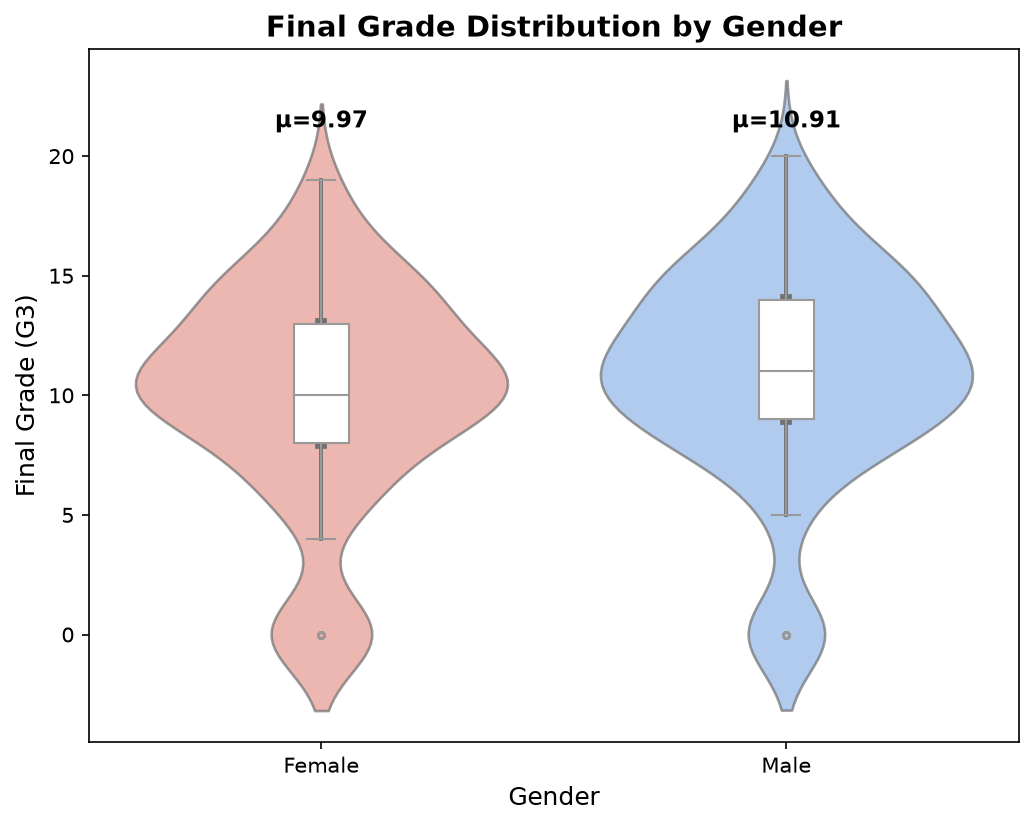 Final Grade Distribution by Gender
μ=9.97
μ=10.91
20
15
10
5
0
Final Grade (G3)
Female
Male
Gender